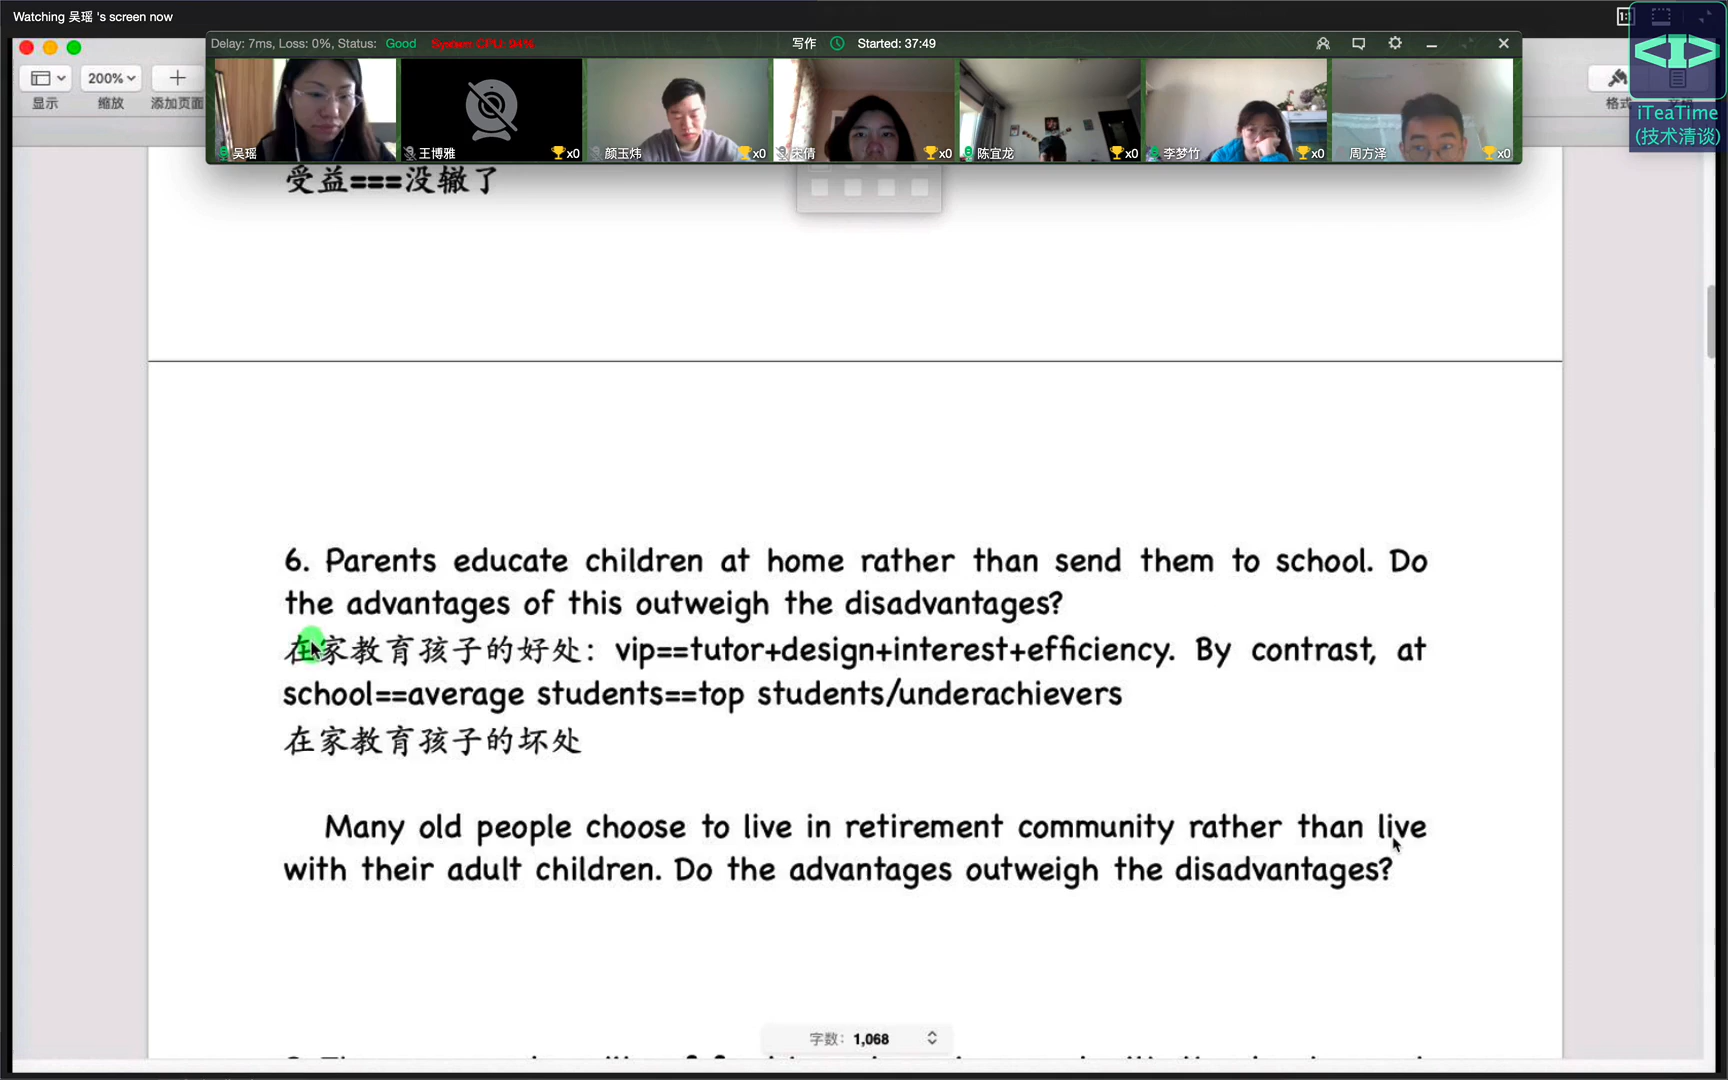 Watching 吴瑶 's screen now
Delay: 7ms, Loss: 0%, Status: Good System CPU: 94%
写作 Started: 37:49
200%
显示 缩放 添加页面
iTeaTime
(技术清谈)
吴瑶
王博雅 x0
颜玉炜 x0
x0
陈宜龙 x0
李梦竹 x0
周方泽 x0
受益===没辙了
6. Parents educate children at home rather than send them to school. Do
the advantages of this outweigh the disadvantages?
在家教育孩子的好处：vip==tutor+design+interest+efficiency. By contrast, at
school==average students==top students/underachievers
在家教育孩子的坏处
Many old people choose to live in retirement community rather than live
with their adult children. Do the advantages outweigh the disadvantages?
字数： 1,068